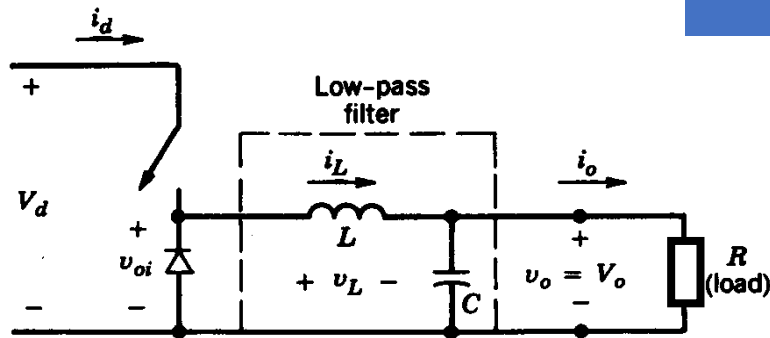 i_d
+
Low-pass
filter
i_L
i_o
V_d
+
L
+
R
v_oi
+ v_L −
C
v_o = V_o
(load)
−
−
−